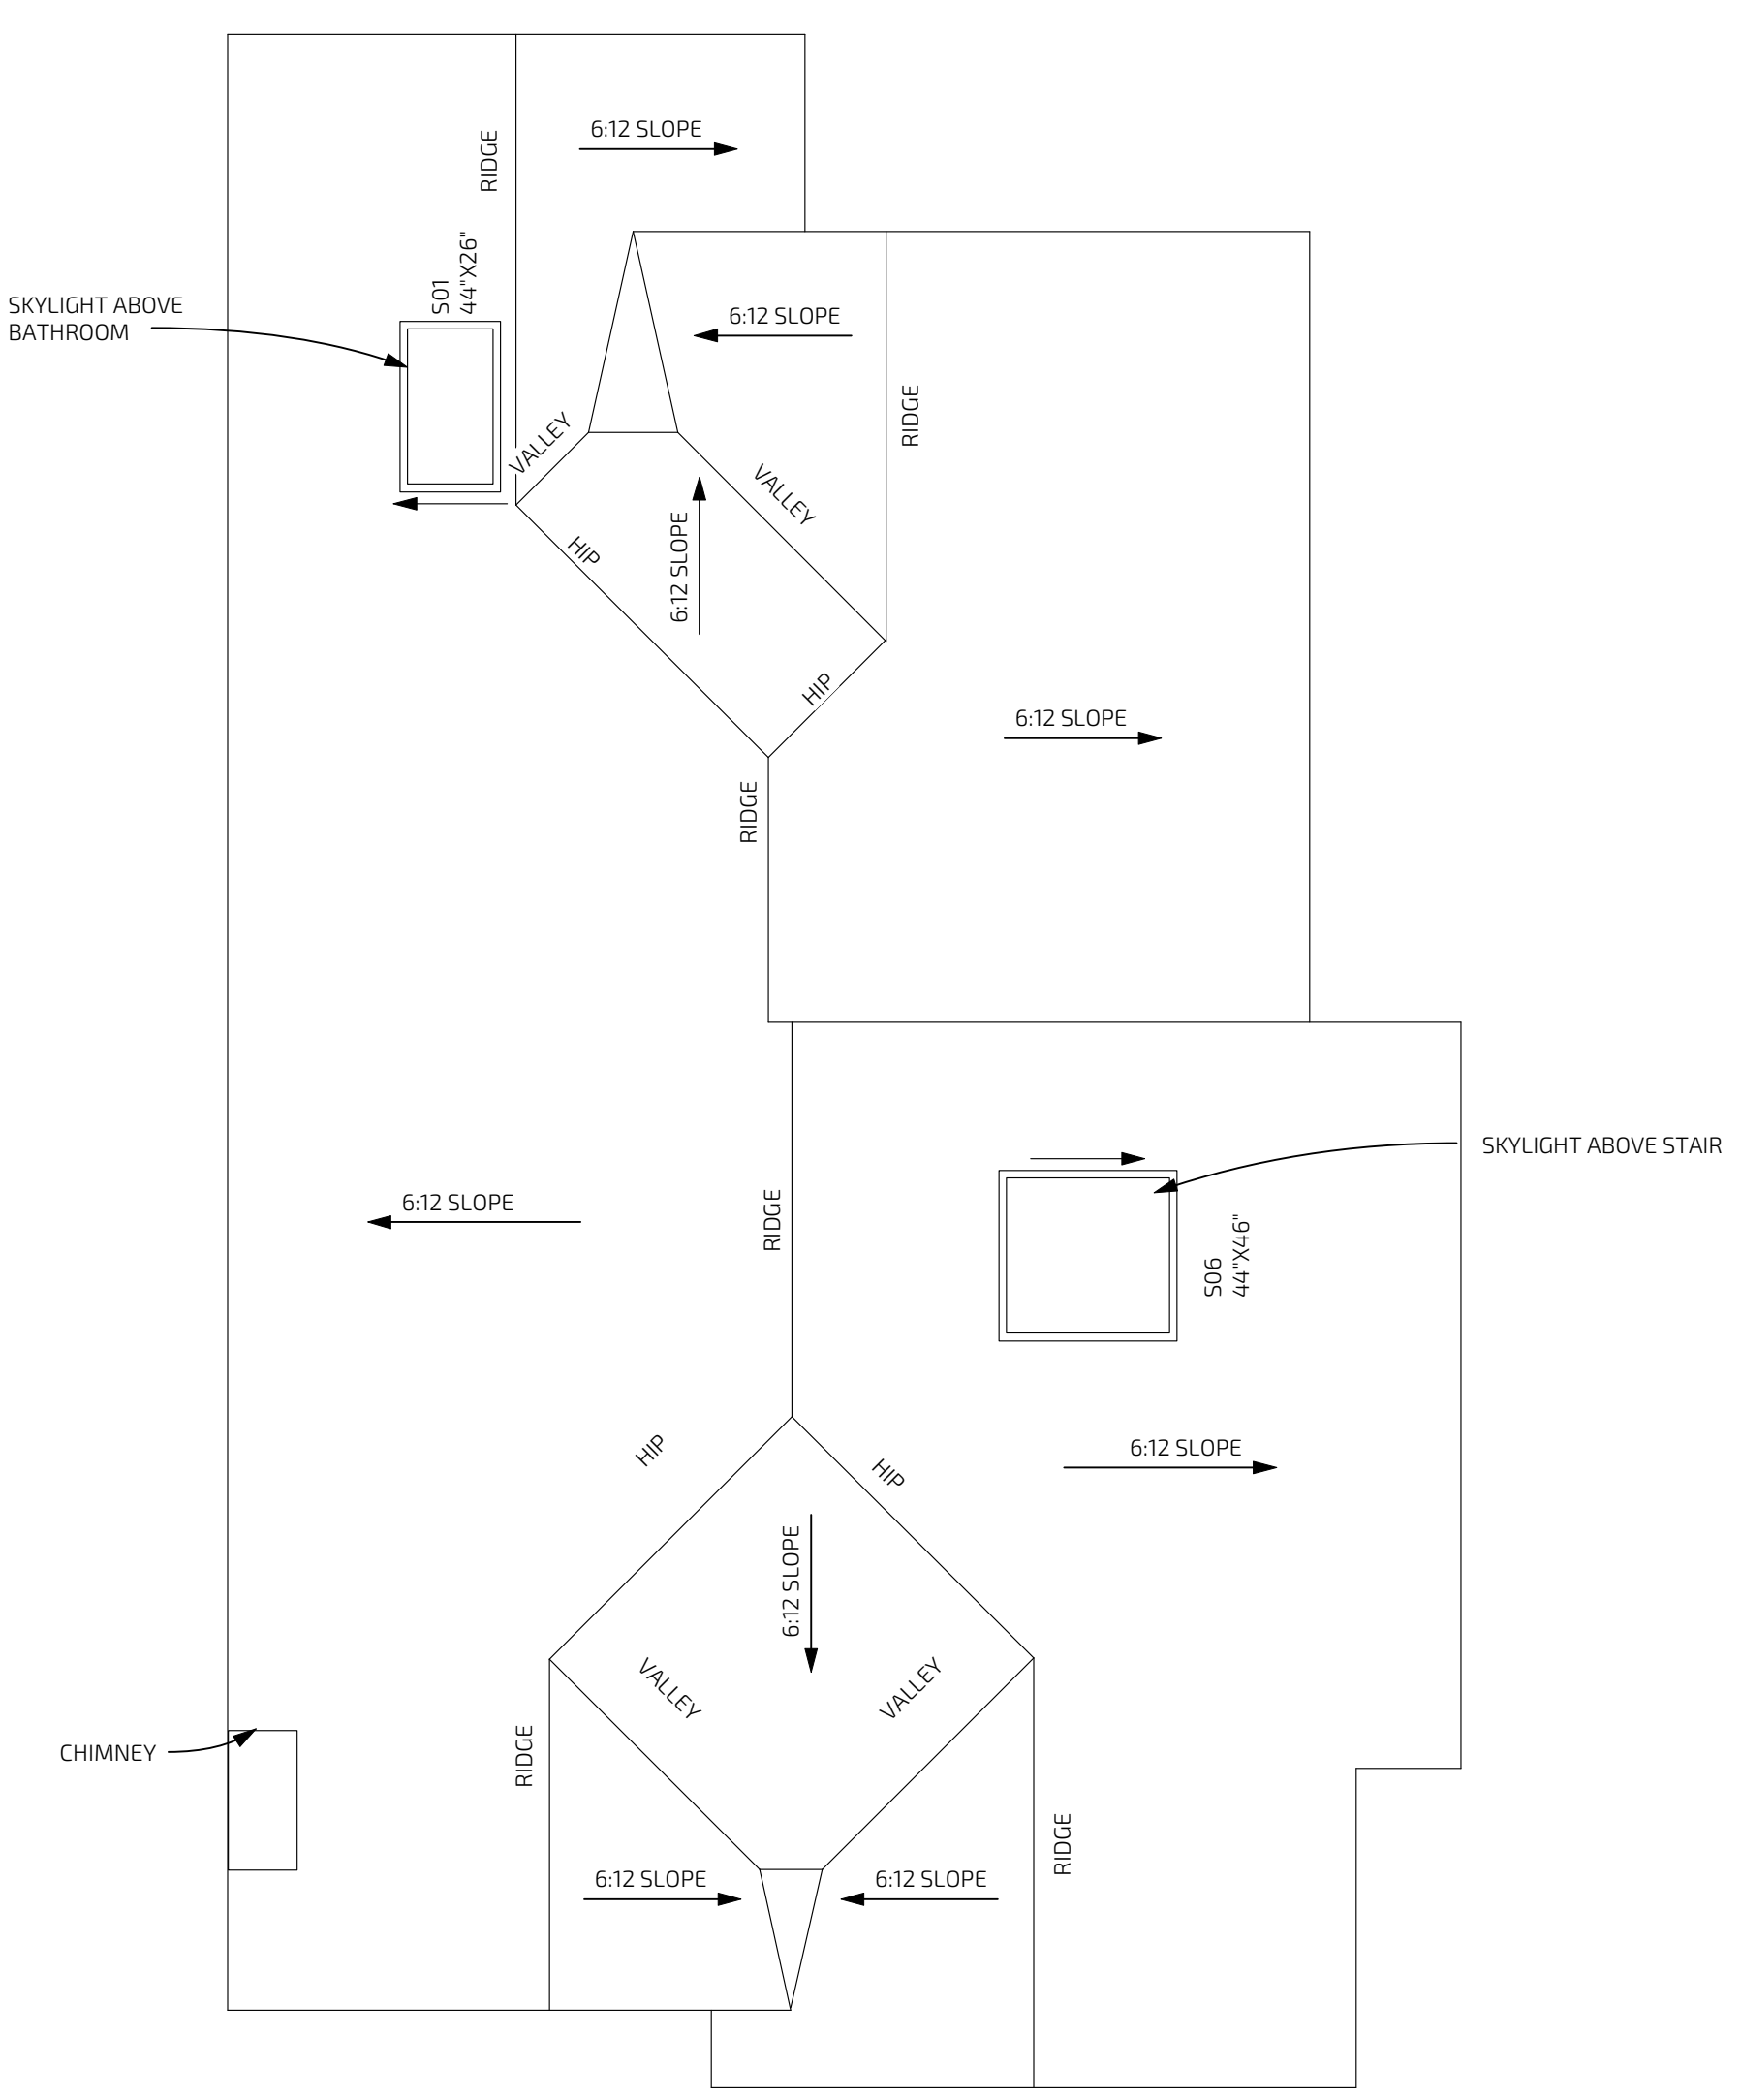 6:12 SLOPE
RIDGE
S01
44"X26"
SKYLIGHT ABOVE
BATHROOM
6:12 SLOPE
RIDGE
VALLEY
VALLEY
HIP
6:12 SLOPE
HIP
6:12 SLOPE
RIDGE
SKYLIGHT ABOVE STAIR
6:12 SLOPE
RIDGE
S06
44"X46"
HIP
HIP
6:12 SLOPE
6:12 SLOPE
VALLEY
VALLEY
CHIMNEY
RIDGE
RIDGE
6:12 SLOPE
6:12 SLOPE